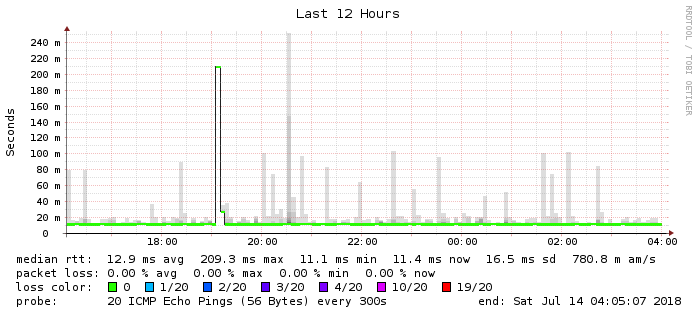 Last 12 Hours
RRDTOOL / TOBI OETIKER
Seconds
240 m
220 m
200 m
180 m
160 m
140 m
120 m
100 m
80 m
60 m
40 m
20 m
0
18:00 20:00 22:00 00:00 02:00 04:00
median rtt: 12.9 ms avg 209.3 ms max 11.1 ms min 11.4 ms now 16.5 ms sd 780.8 m am/s
packet loss: 0.00 % avg 0.00 % max 0.00 % min 0.00 % now
loss color: 0 1/20 2/20 3/20 4/20 10/20 19/20
probe: 20 ICMP Echo Pings (56 Bytes) every 300s end: Sat Jul 14 04:05:07 2018